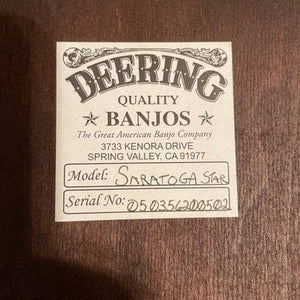 DEERING
QUALITY
★ BANJOS ★
The Great American Banjo Company
3733 KENORA DRIVE
SPRING VALLEY, CA 91977
Model: SARATOGA STAR
Serial No: 050356200502